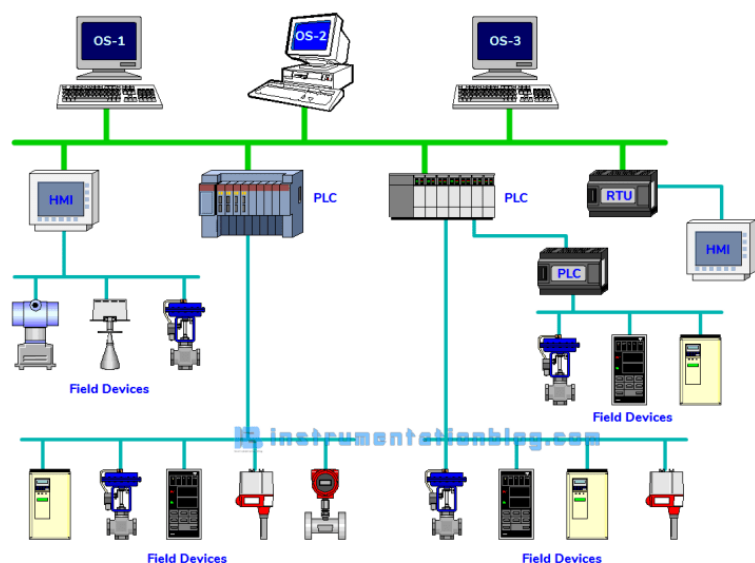 OS-1
OS-2
OS-3
HMI
PLC
PLC
RTU
HMI
PLC
Field Devices
Field Devices
instrumentationblog.com
Field Devices
Field Devices